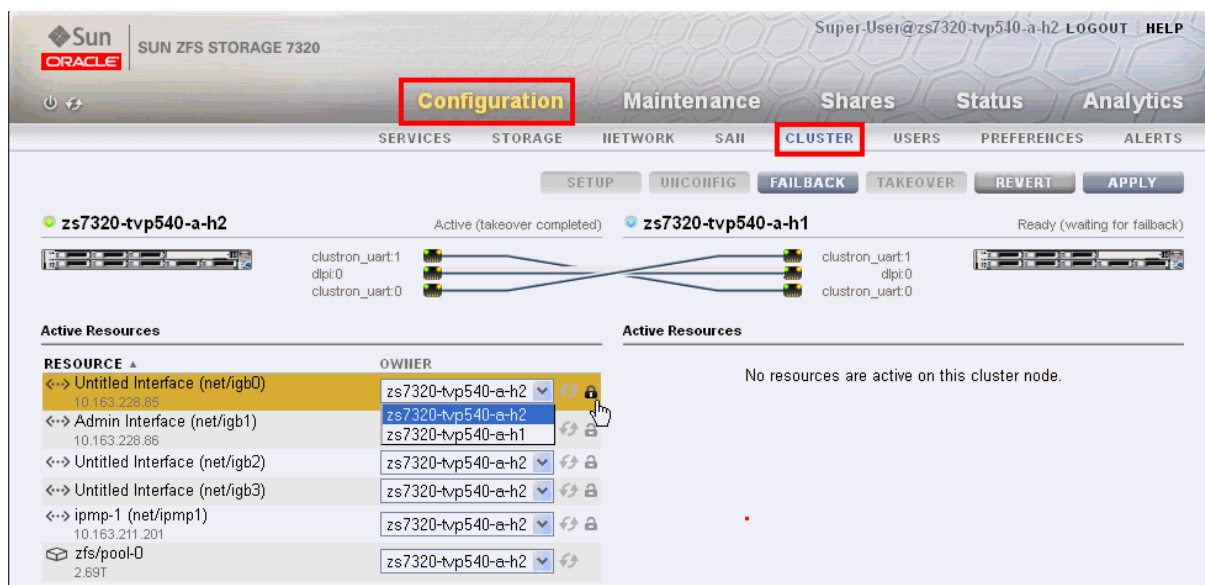 Sun
ORACLE
SUN ZFS STORAGE 7320
Super-User@zs7320-tvp540-a-h2 LOGOUT HELP
Configuration Maintenance Shares Status Analytics
SERVICES STORAGE NETWORK SAN CLUSTER USERS PREFERENCES ALERTS
SETUP UNCONFIG FAILBACK TAKEOVER REVERT APPLY
zs7320-tvp540-a-h2 Active (takeover completed) zs7320-tvp540-a-h1 Ready (waiting for failback)
clustron_uart:1 clustron_uart:1
dlpi:0 dlpi:0
clustron_uart:0 clustron_uart:0
Active Resources Active Resources
RESOURCE OWNER
Untitled Interface (net/igb0) zs7320-tvp540-a-h2 No resources are active on this cluster node.
10.163.228.85
zs7320-tvp540-a-h2
Admin Interface (net/igb1) zs7320-tvp540-a-h1
10.163.228.86
Untitled Interface (net/igb2) zs7320-tvp540-a-h2
Untitled Interface (net/igb3) zs7320-tvp540-a-h2
ipmp-1 (net/ipmp1) zs7320-tvp540-a-h2
10.163.211.201
zfs/pool-0 zs7320-tvp540-a-h2
2.69T